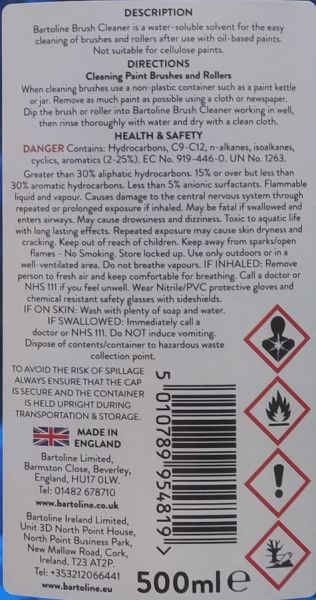 DESCRIPTION
Bartoline Brush Cleaner is a water-soluble solvent for the easy
cleaning of brushes and rollers after use with oil-based paints.
Not suitable for cellulose paints.
DIRECTIONS
Cleaning Paint Brushes and Rollers
When cleaning brushes use a non-plastic container such as a paint kettle
or jar. Remove as much paint as possible using a cloth or newspaper.
Dip the brush or roller into Bartoline Brush Cleaner working in well,
then rinse thoroughly with water and dry with a clean cloth.
HEALTH & SAFETY
DANGER Contains: Hydrocarbons, C9-C12, n-alkanes, isoalkanes,
cyclics, aromatics (2-25%). EC No. 919-446-0. UN No. 1263.
Greater than 30% aliphatic hydrocarbons. 15% or over but less than
30% aromatic hydrocarbons. Less than 5% anionic surfactants. Flammable
liquid and vapour. Causes damage to the central nervous system through
repeated or prolonged exposure if inhaled. May be fatal if swallowed and
enters airways. May cause drowsiness and dizziness. Toxic to aquatic life
with long lasting effects. Repeated exposure may cause skin dryness and
cracking. Keep out of reach of children. Keep away from sparks/open
flames - No Smoking. Store locked up. Use only outdoors or in a
well-ventilated area. Do not breathe vapours. IF INHALED: Remove
person to fresh air and keep comfortable for breathing. Call a doctor or
NHS 111 if you feel unwell. Wear Nitrile/PVC protective gloves and
chemical resistant safety glasses with sideshields.
IF ON SKIN: Wash with plenty of soap and water.
IF SWALLOWED: Immediately call a
doctor or NHS 111. Do NOT induce vomiting.
Dispose of contents/container to hazardous waste
collection point.
TO AVOID THE RISK OF SPILLAGE
ALWAYS ENSURE THAT THE CAP
IS SECURE AND THE CONTAINER
IS HELD UPRIGHT DURING
TRANSPORTATION & STORAGE.
MADE IN
ENGLAND
Bartoline Limited,
Barmston Close, Beverley,
England, HU17 0LW.
Tel: 01482 678710
www.bartoline.co.uk
Bartoline Ireland Limited,
Unit 3D North Point House,
North Point Business Park,
New Mallow Road, Cork,
Ireland. T23 AT2P.
Tel: +353212066441
www.bartoline.eu
5 010789 954819 >
500ml e